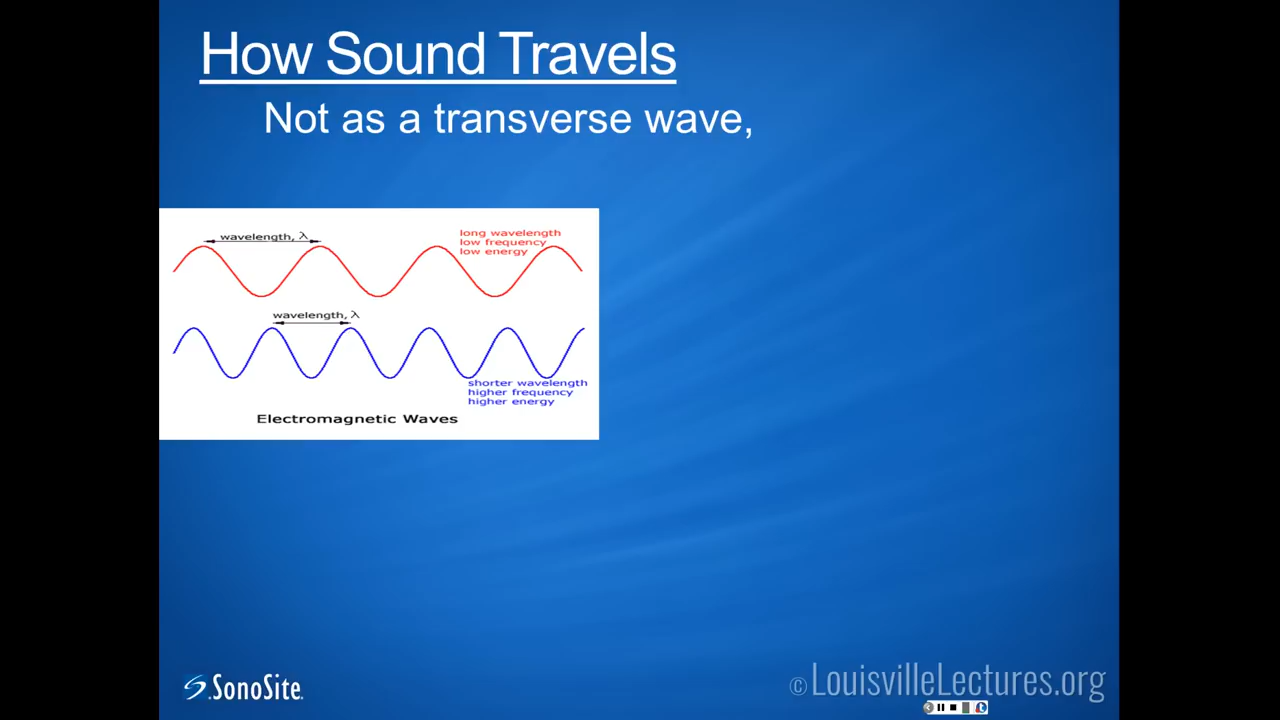 How Sound Travels
Not as a transverse wave,
wavelength, λ
long wavelength
low frequency
low energy
wavelength, λ
shorter wavelength
higher frequency
higher energy
Electromagnetic Waves
SonoSite
© LouisvilleLectures.org